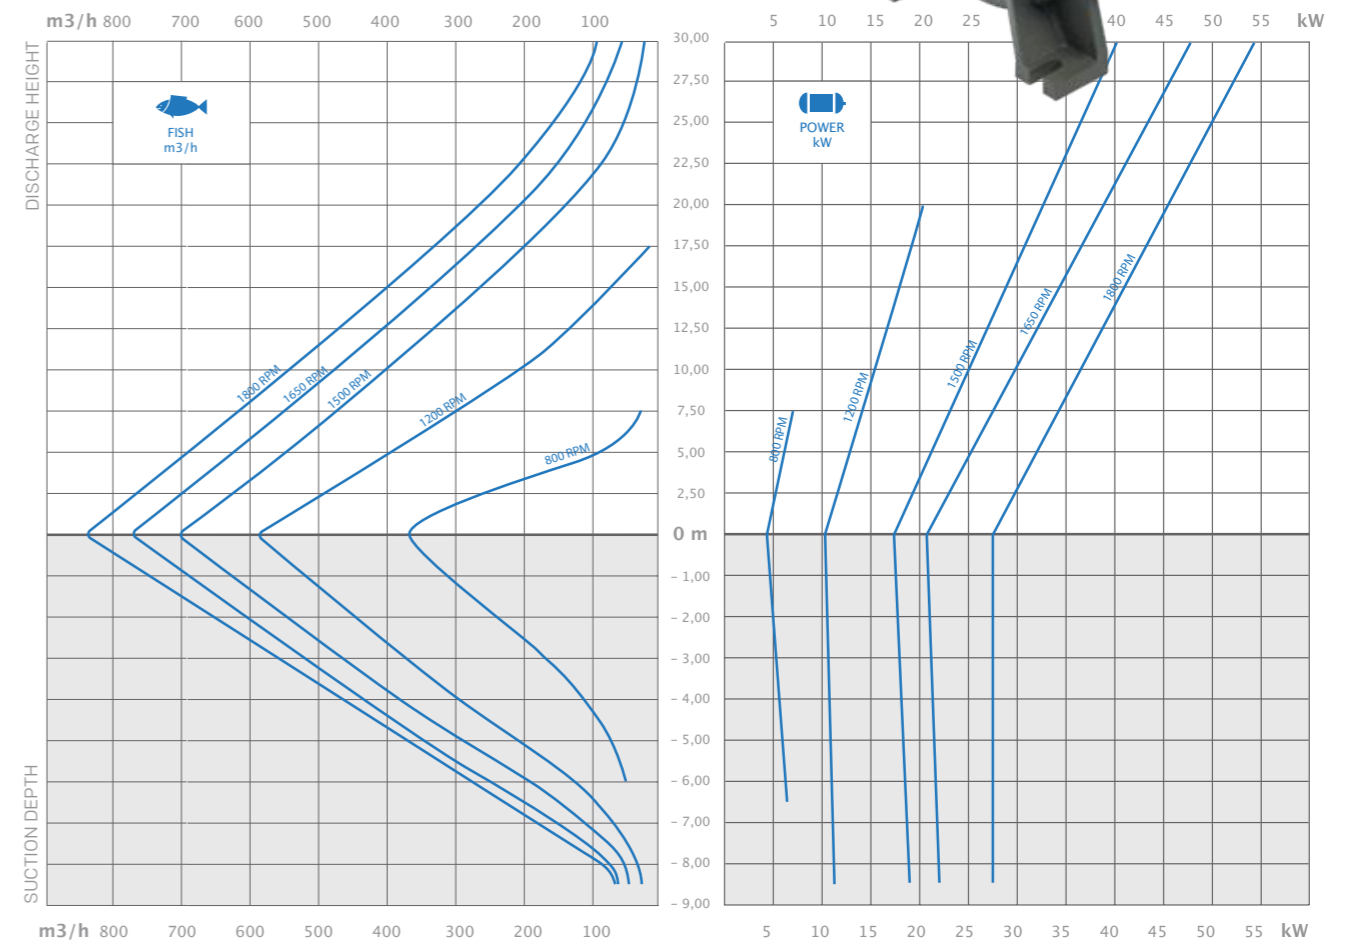 m3/h 800 700 600 500 400 300 200 100
5 10 15 20 25 40 45 50 55 kW
DISCHARGE HEIGHT
FISH
m3/h
POWER
kW
30,00
27,50
25,00
22,50
20,00
17,50
15,00
12,50
10,00
7,50
5,00
2,50
0 m
– 1,00
– 2,00
– 3,00
– 4,00
– 5,00
– 6,00
– 7,00
– 8,00
– 9,00
1800 RPM
1650 RPM
1500 RPM
1200 RPM
800 RPM
800 RPM
1200 RPM
1500 RPM
1650 RPM
1800 RPM
SUCTION DEPTH
m3/h 800 700 600 500 400 300 200 100
5 10 15 20 25 30 35 40 45 50 55 kW